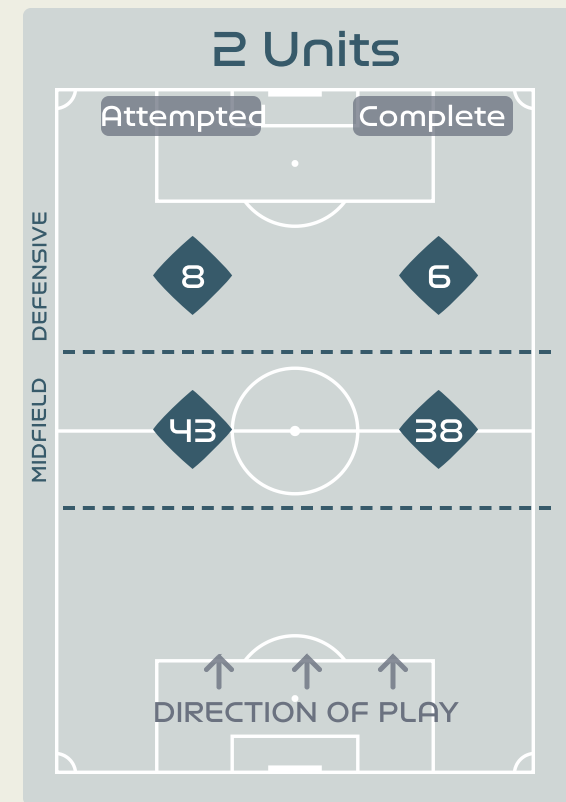 2 Units
Attempted Complete
DEFENSIVE
8 6
MIDFIELD
43 38
DIRECTION OF PLAY